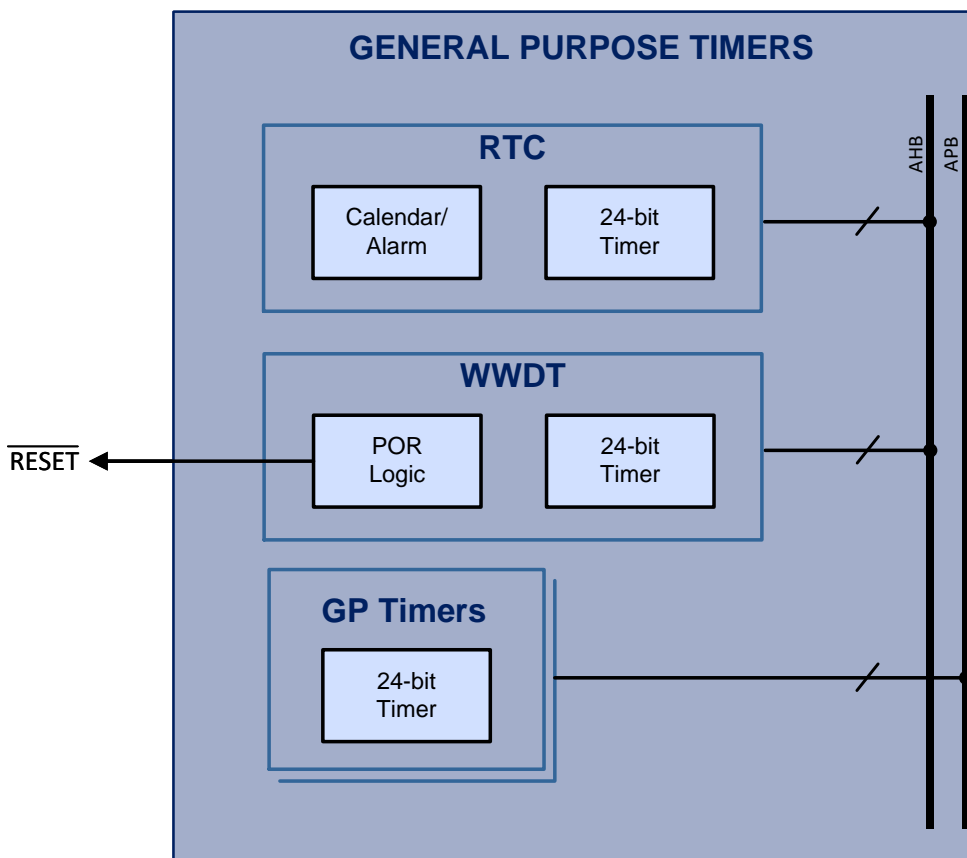 GENERAL PURPOSE TIMERS
AHB
APB
RTC
Calendar/
Alarm
24-bit
Timer
WWDT
RESET
POR
Logic
24-bit
Timer
GP Timers
24-bit
Timer